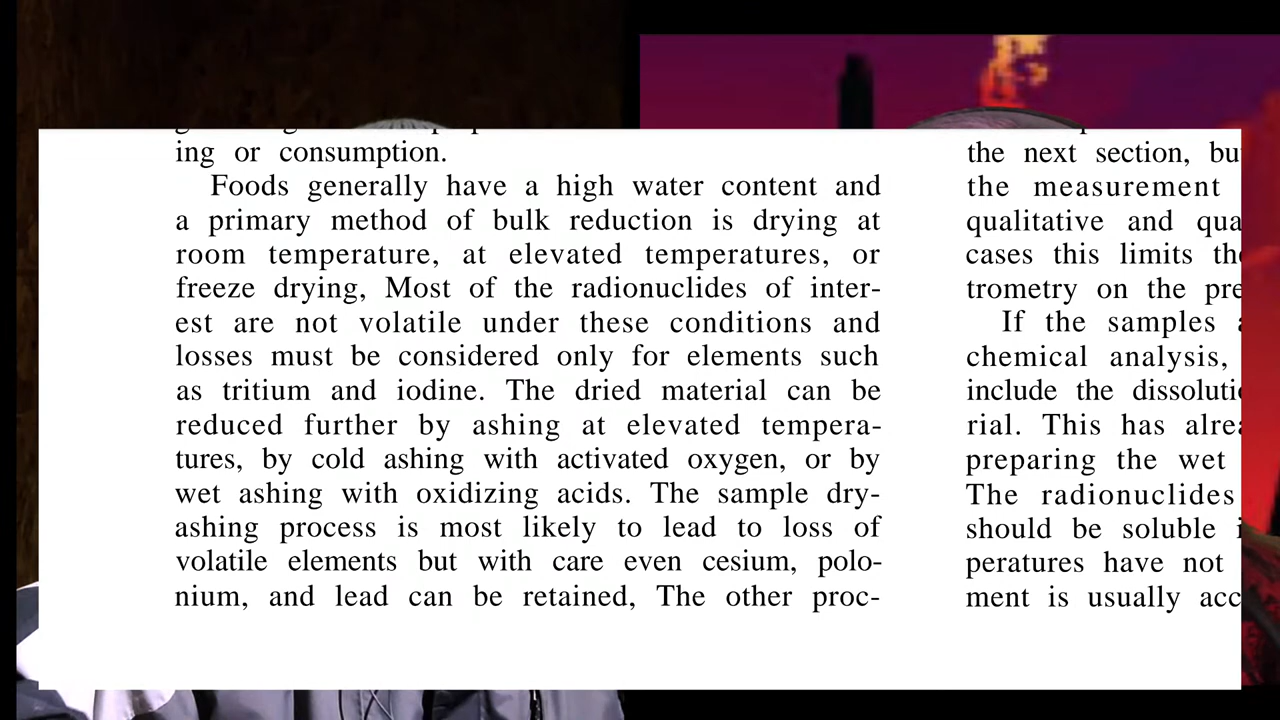 ing or consumption.
Foods generally have a high water content and
a primary method of bulk reduction is drying at
room temperature, at elevated temperatures, or
freeze drying, Most of the radionuclides of inter-
est are not volatile under these conditions and
losses must be considered only for elements such
as tritium and iodine. The dried material can be
reduced further by ashing at elevated tempera-
tures, by cold ashing with activated oxygen, or by
wet ashing with oxidizing acids. The sample dry-
ashing process is most likely to lead to loss of
volatile elements but with care even cesium, polo-
nium, and lead can be retained, The other proc-
the next section,
the measurement
qualitative and
cases this limits
trometry on the
If the samples
chemical analysis,
include the
rial. This has
preparing the wet
The radionuclides
should be soluble
peratures have not
ment is usually